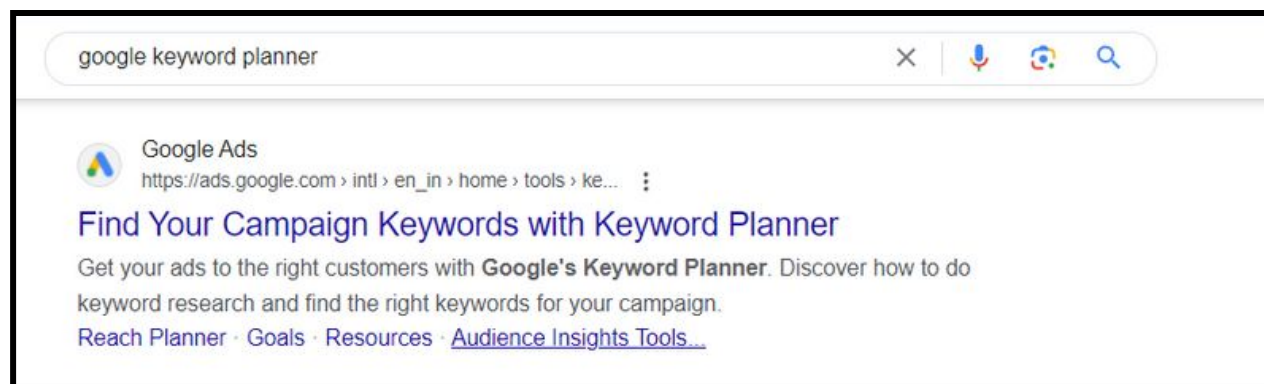 google keyword planner
Google Ads
https://ads.google.com › intl › en_in › home › tools › ke...
Find Your Campaign Keywords with Keyword Planner
Get your ads to the right customers with Google's Keyword Planner. Discover how to do
keyword research and find the right keywords for your campaign.
Reach Planner · Goals · Resources · Audience Insights Tools...